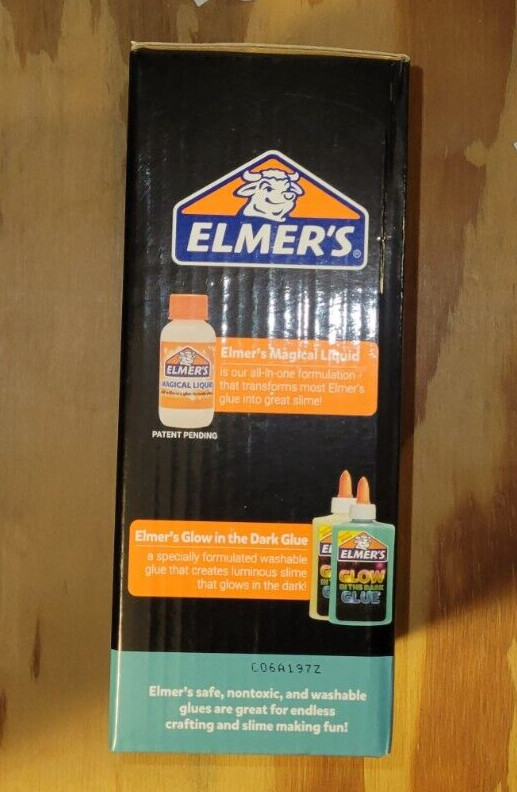 ELMER'S®
Elmer's Magical Liquid
is our all-in-one formulation
that transforms most Elmer's
glue into great slime!
ELMER'S
MAGICAL LIQUID
PATENT PENDING
Elmer's Glow in the Dark Glue
a specially formulated washable
glue that creates luminous slime
that glows in the dark!
ELMER'S
GLOW
IN THE DARK
GLUE
C06A197Z
Elmer's safe, nontoxic, and washable
glues are great for endless
crafting and slime making fun!